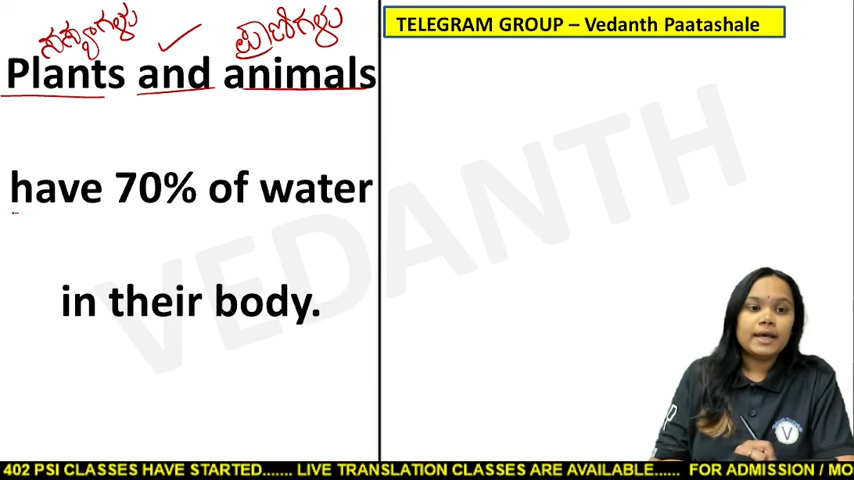 ಸಸ್ಯಗಳು ಪ್ರಾಣಿಗಳು
Plants and animals
have 70% of water
in their body.
TELEGRAM GROUP – Vedanth Paatashale
VEDANTH
V
402 PSI CLASSES HAVE STARTED....... LIVE TRANSLATION CLASSES ARE AVAILABLE...... FOR ADMISSION / MO